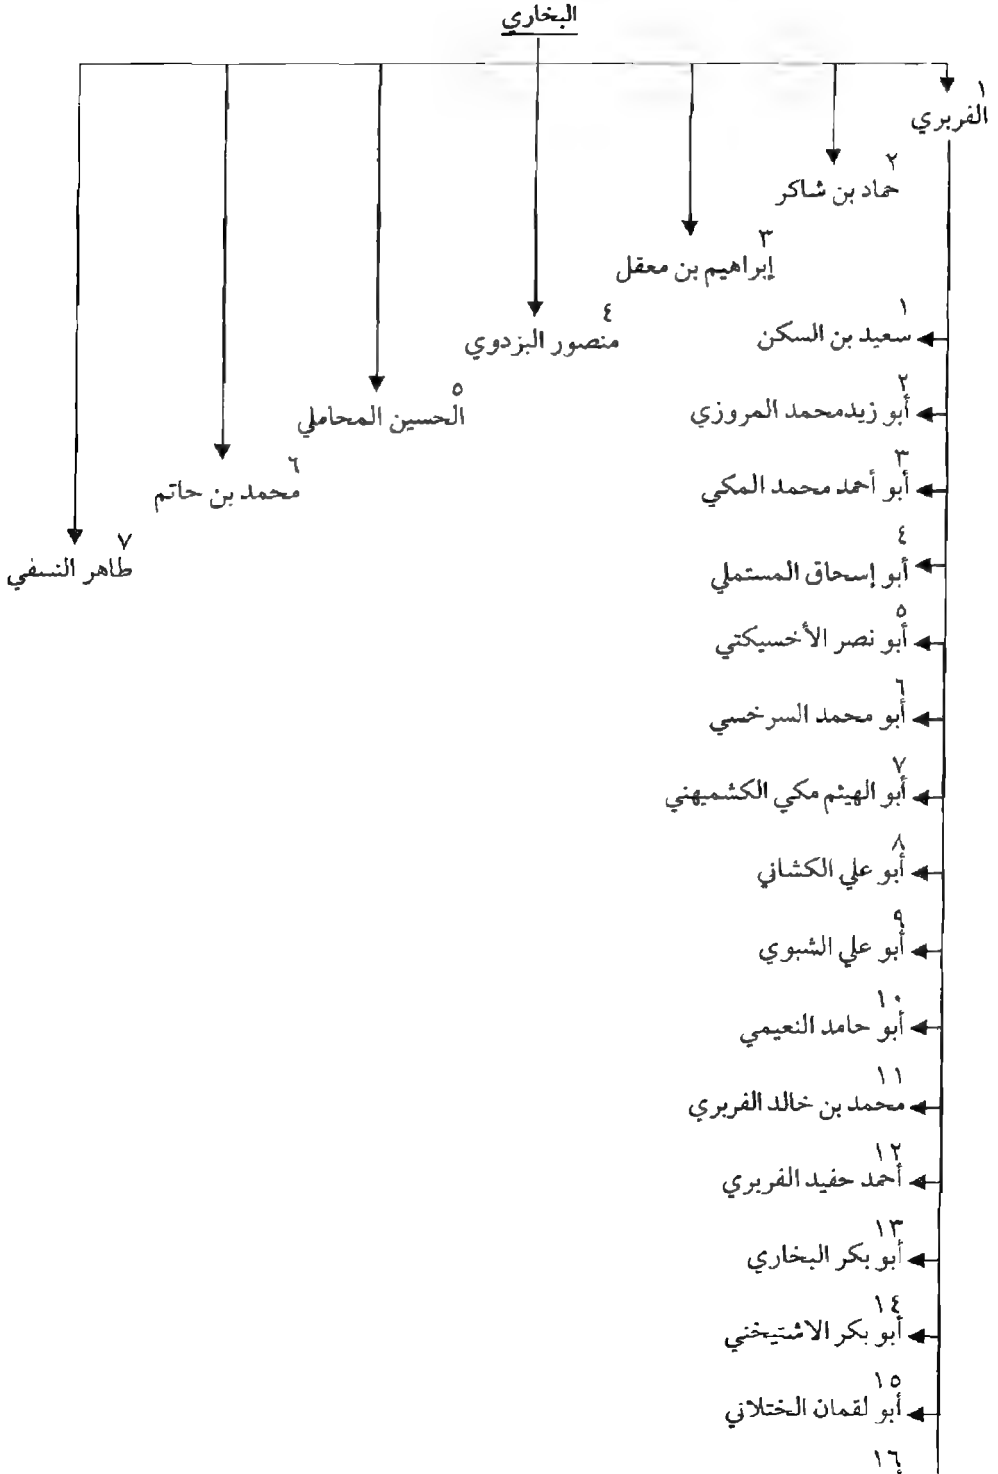 البخاري
١
الفربري
٢
حماد بن شاكر
٣
إبراهيم بن معقل
١
سعيد بن السكن
٤
منصور البزدوي
٢
أبو زيدمحمد المروزي
٥
الحسين المحاملي
٣
أبو أحمد محمد المكي
٦
محمد بن حاتم
٤
أبو إسحاق المستملي
٧
طاهر النسفي
٥
أبو نصر الأخسيكتي
٦
أبو محمد السرخسي
٧
أبو الهيثم مكي الكشميهني
٨
أبو علي الكشاني
٩
أبو علي الشبوي
١٠
أبو حامد النعيمي
١١
محمد بن خالد الفربري
١٢
أحمد حفيد الفربري
١٣
أبو بكر البخاري
١٤
أبو بكر الاشتيخني
١٥
أبو لقمان الختلاني
١٦